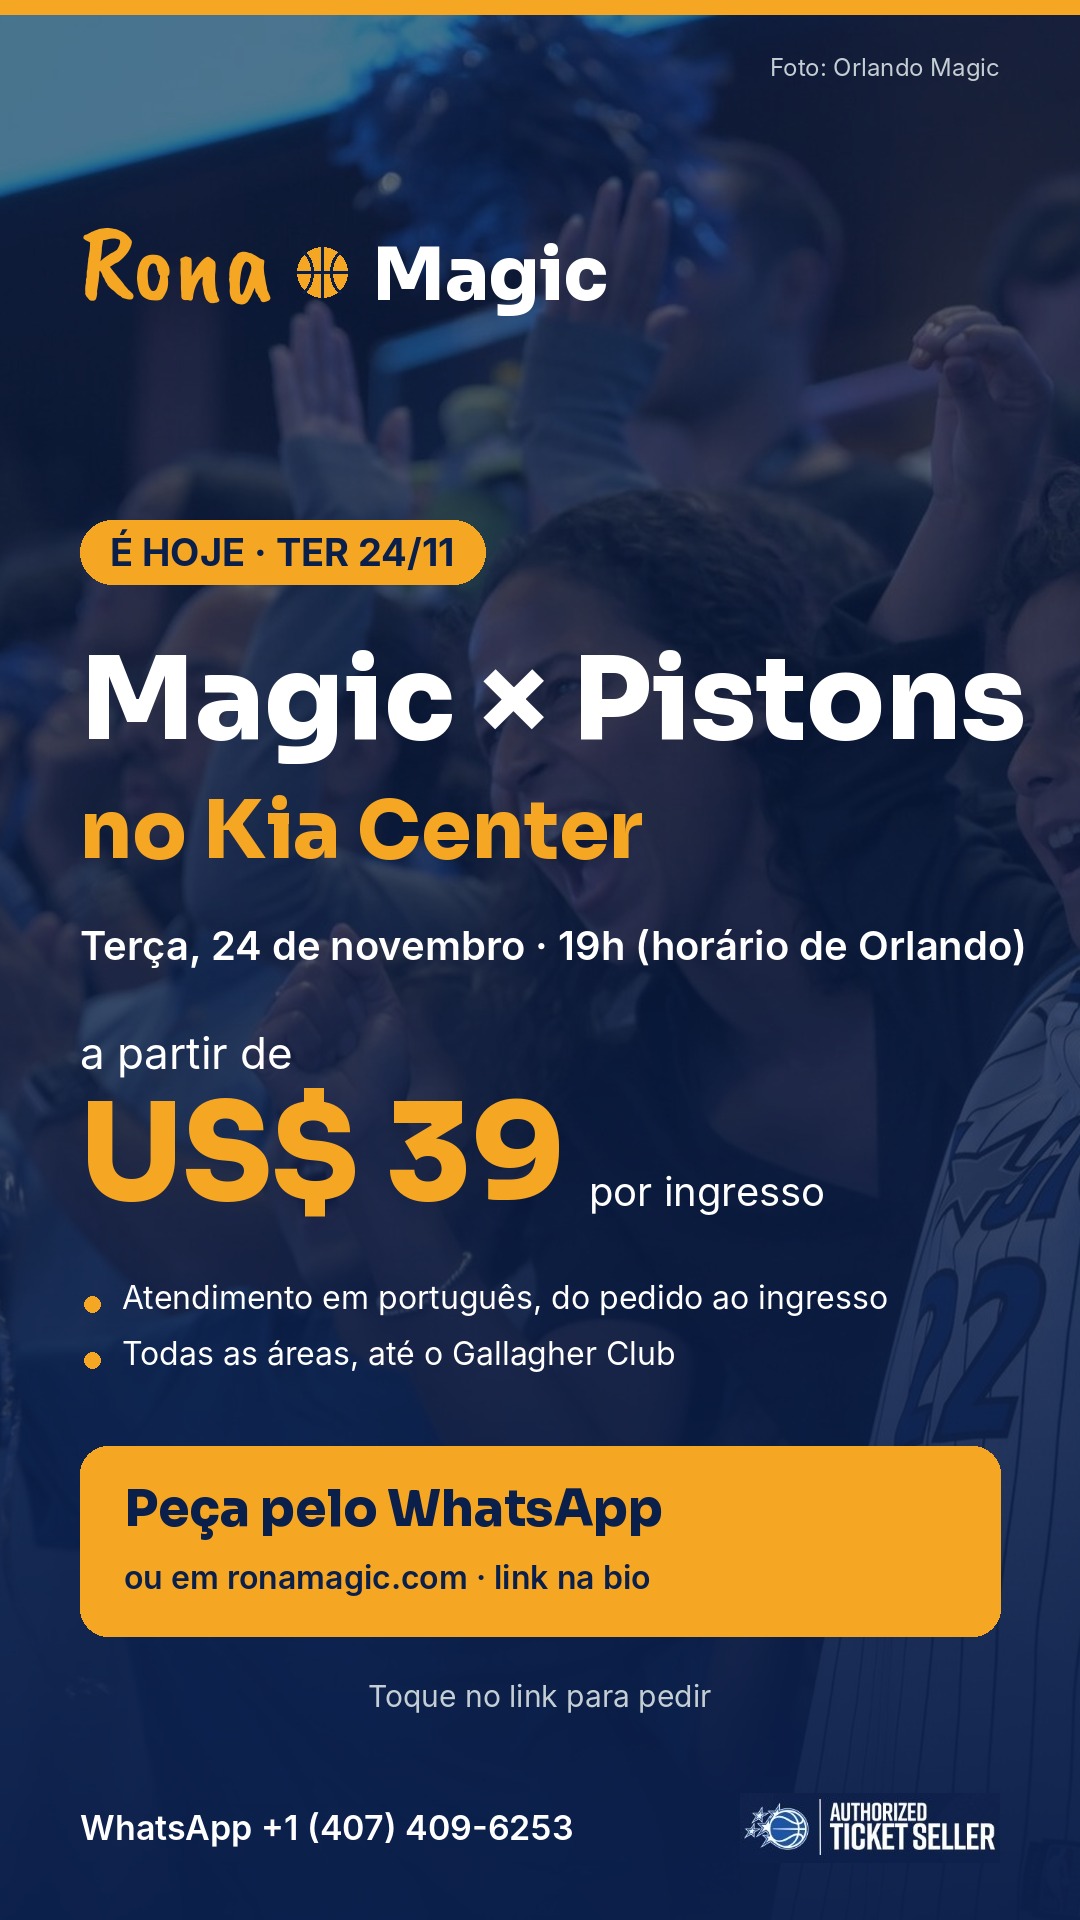 Foto: Orlando Magic
Rona Magic
É HOJE · TER 24/11
Magic × Pistons
no Kia Center
Terça, 24 de novembro · 19h (horário de Orlando)
a partir de
US$ 39 por ingresso
Atendimento em português, do pedido ao ingresso
Todas as áreas, até o Gallagher Club
22
Peça pelo WhatsApp
ou em ronamagic.com · link na bio
Toque no link para pedir
WhatsApp +1 (407) 409-6253
AUTHORIZED
TICKET SELLER